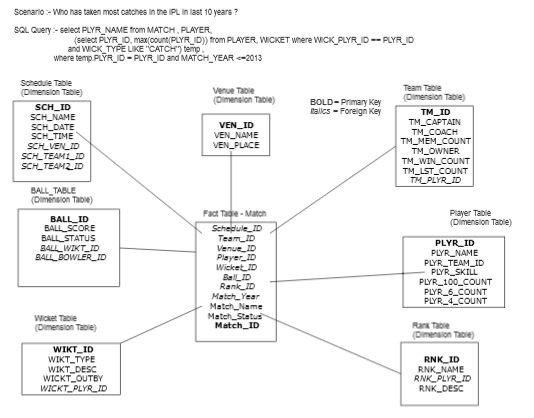 Scenario :- Who has taken most catches in the IPL in last 10 years ?
SQL Query :- select PLYR_NAME from MATCH , PLAYER,
(select PLYR_ID, max(count(PLYR_ID)) from PLAYER, WICKET where WICK_PLYR_ID == PLYR_ID
and WICK_TYPE LIKE "CATCH") temp ,
where temp.PLYR_ID = PLYR_ID and MATCH_YEAR <=2013
Schedule Table
(Dimension Table)
SCH_ID
SCH_NAME
SCH_DATE
SCH_TIME
SCH_VEN_ID
SCH_TEAM1_ID
SCH_TEAM2_ID
Venue Table
(Dimension Table)
VEN_ID
VEN_NAME
VEN_PLACE
BOLD= Primary Key
Italics = Foreign Key
Team Table
(Dimension Table)
TM_ID
TM_CAPTAIN
TM_COACH
TM_MEM_COUNT
TM_OWNER
TM_WIN_COUNT
TM_LST_COUNT
TM_PLYR_ID
BALL_TABLE
(Dimension Table)
BALL_ID
BALL_SCORE
BALL_STATUS
BALL_WIKT_ID
BALL_BOWLER_ID
Fact Table - Match
Schedule_ID
Team_ID
Venue_ID
Player_ID
Wicket_ID
Ball_ID
Rank_ID
Match_Year
Match_Name
Match_Status
Match_ID
Player Table
(Dimension Table)
PLYR_ID
PLYR_NAME
PLYR_TEAM_ID
PLYR_SKILL
PLYR_100_COUNT
PLYR_6_COUNT
PLYR_4_COUNT
Wicket Table
(Dimension Table)
WIKT_ID
WIKT_TYPE
WIKT_DESC
WICKT_OUTBY
WICKT_PLYR_ID
Rank Table
(Dimension Table)
RNK_ID
RNK_NAME
RNK_PLYR_ID
RNK_DESC